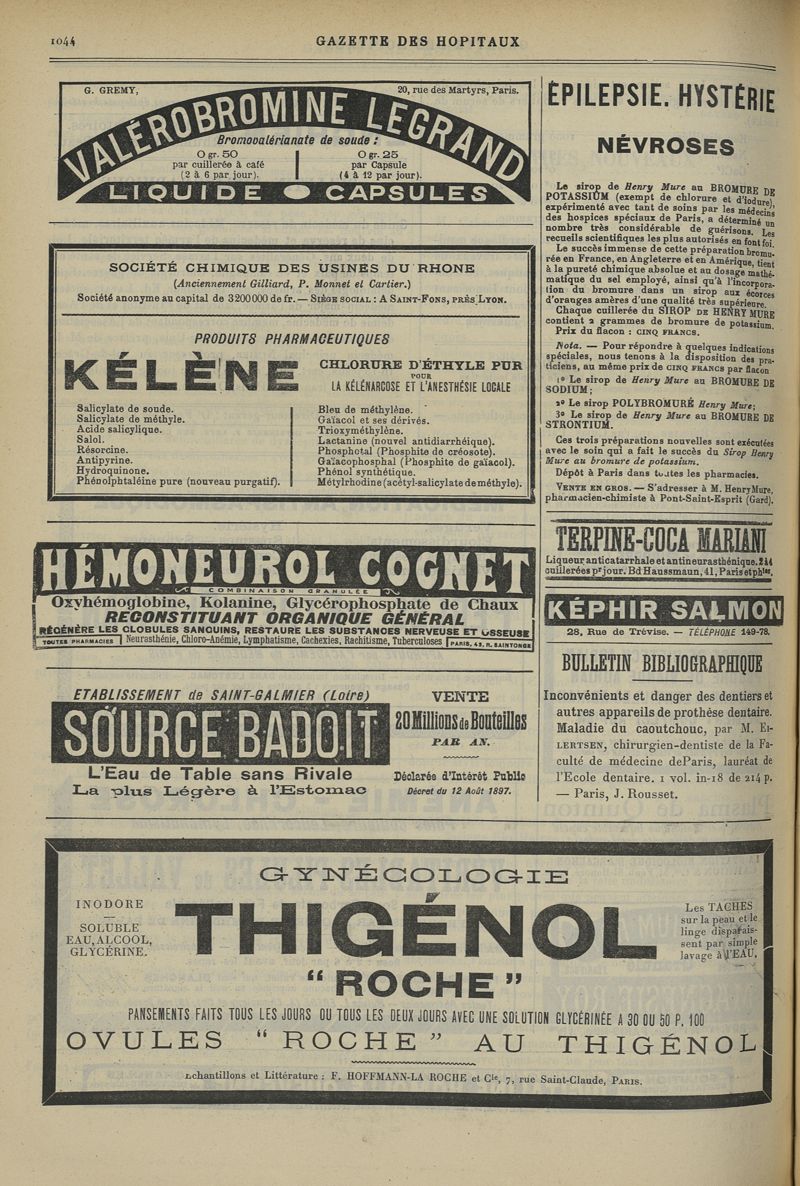 1044
GAZETTE DES HOPITAUX
G. GREMY,
20, rue des Martyrs, Paris.
VALÉROBROMINE LEGRAND
Bromovalérianate de soude :
0 gr. 50
par cuillerée à café
(2 à 6 par jour).
0 gr. 25
par Capsule
(4 à 12 par jour).
LIQUIDE CAPSULES
SOCIÉTÉ CHIMIQUE DES USINES DU RHONE
(Anciennement Gilliard, P. Monnet et Cartier.)
Société anonyme au capital de 3200000 de fr. — SIÈGE SOCIAL : A SAINT-FONS, PRÈS LYON.
PRODUITS PHARMACEUTIQUES
KÉLÈNE
CHLORURE D'ÉTHYLE PUR
POUR
LA KÉLÉNARCOSE ET L'ANESTHÉSIE LOCALE
Salicylate de soude.
Salicylate de méthyle.
Acide salicylique.
Salol.
Résorcine.
Antipyrine.
Hydroquinone.
Phénolphtaléine pure (nouveau purgatif).
Bleu de méthylène.
Gaïacol et ses dérivés.
Trioxyméthylène.
Lactanine (nouvel antidiarrhéique).
Phosphotal (Phosphite de créosote).
Gaïacophosphal (Phosphite de gaïacol).
Phénol synthétique.
Métylrhodine (acétyl-salicylate de méthyle).
HÉMONEUROL COGNET
COMBINAISON GRANULÉE
Oxyhémoglobine, Kolanine, Glycérophosphate de Chaux
RECONSTITUANT ORGANIQUE GÉNÉRAL
RÉGÉNÈRE LES GLOBULES SANGUINS, RESTAURE LES SUBSTANCES NERVEUSE ET OSSEUSE
TOUTES PHARMACIES | Neurasthénie, Chloro-Anémie, Lymphatisme, Cachexies, Rachitisme, Tuberculoses | PARIS, 43, R. SAINTONGE
ETABLISSEMENT de SAINT-GALMIER (Loire)
SOURCE BADOIT
L'Eau de Table sans Rivale
La plus Légère à l'Estomac
VENTE
20 Millions de Bouteilles
PAR AN.
Déclarée d'Intérêt Public
Décret du 12 Août 1897.
ÉPILEPSIE. HYSTÉRIE
NÉVROSES
Le sirop de Henry Mure au BROMURE DE
POTASSIUM (exempt de chlorure et d'iodure),
expérimenté avec tant de soins par les médecins
des hospices spéciaux de Paris, a déterminé un
nombre très considérable de guérisons. Les
recueils scientifiques les plus autorisés en font foi.
Le succès immense de cette préparation bromu-
rée en France, en Angleterre et en Amérique, tient
à la pureté chimique absolue et au dosage mathé-
matique du sel employé, ainsi qu'à l'incorpora-
tion du bromure dans un sirop aux écorces
d'oranges amères d'une qualité très supérieure.
Chaque cuillerée du SIROP DE HENRY MURE
contient 2 grammes de bromure de potassium.
Prix du flacon : CINQ FRANCS.
Nota. — Pour répondre à quelques indications
spéciales, nous tenons à la disposition des pra-
ticiens, au même prix de CINQ FRANCS par flacon
1º Le sirop de Henry Mure au BROMURE DE
SODIUM;
2º Le sirop POLYBROMURÉ Henry Mure;
3º Le sirop de Henry Mure au BROMURE DE
STRONTIUM.
Ces trois préparations nouvelles sont exécutées
avec le soin qui a fait le succès du Sirop Henry
Mure au bromure de potassium.
Dépôt à Paris dans toutes les pharmacies.
VENTE EN GROS. — S'adresser à M. Henry Mure,
pharmacien-chimiste à Pont-Saint-Esprit (Gard).
TERPINE-COCA MARIANI
Liqueur anticatarrhale et antineurasthénique. 2 à 4
cuillerées pr jour. Bd Haussmann, 41, Paris et phies.
KÉPHIR SALMON
28, Rue de Trévise. — TÉLÉPHONE 149-78.
BULLETIN BIBLIOGRAPHIQUE
Inconvénients et danger des dentiers et
autres appareils de prothèse dentaire.
Maladie du caoutchouc, par M. EI-
LERTSEN, chirurgien-dentiste de la Fa-
culté de médecine deParis, lauréat de
l'Ecole dentaire. 1 vol. in-18 de 214 p.
— Paris, J. Rousset.
GYNÉCOLOGIE
INODORE
—
SOLUBLE
EAU, ALCOOL,
GLYCÉRINE.
THIGÉNOL
"ROCHE"
Les TACHES
sur la peau et le
linge disparais-
sent par simple
lavage à l'EAU.
PANSEMENTS FAITS TOUS LES JOURS OU TOUS LES DEUX JOURS AVEC UNE SOLUTION GLYCÉRINÉE A 30 OU 50 P. 100
OVULES "ROCHE" AU THIGÉNOL
Echantillons et Littérature : F. HOFFMANN-LA ROCHE et Cie, 7, rue Saint-Claude, PARIS.